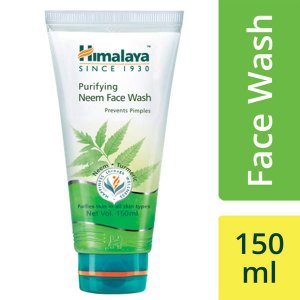 Himalaya
SINCE 1930
Purifying
Neem Face Wash
Prevents Pimples
Neem • Turmeric
Purifies skin • all skin types
Net Vol. 150ml
Face Wash
150
ml